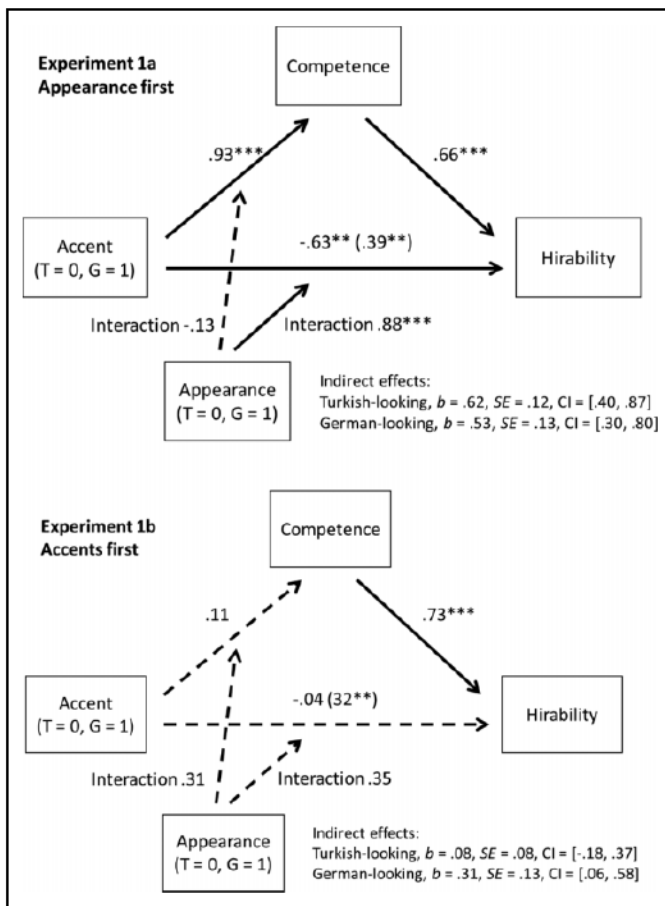 Experiment 1a
Appearance first
Competence
.93***
.66***
Accent
(T = 0, G = 1)
-.63** (.39**)
Hirability
Interaction -.13
Interaction .88***
Appearance
(T = 0, G = 1)
Indirect effects:
Turkish-looking, b = .62, SE = .12, CI = [.40, .87]
German-looking, b = .53, SE = .13, CI = [.30, .80]
Experiment 1b
Accents first
Competence
.11
.73***
Accent
(T = 0, G = 1)
-.04 (32**)
Hirability
Interaction .31
Interaction .35
Appearance
(T = 0, G = 1)
Indirect effects:
Turkish-looking, b = .08, SE = .08, CI = [-.18, .37]
German-looking, b = .31, SE = .13, CI = [.06, .58]